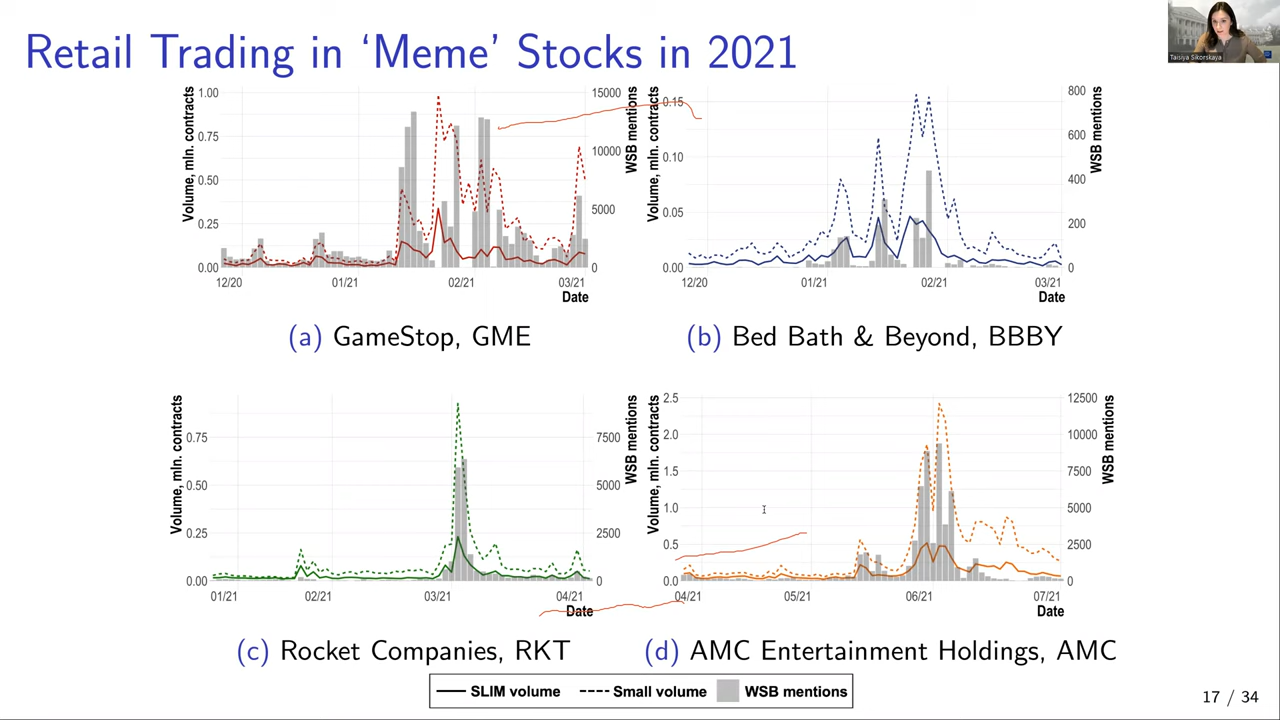 Retail Trading in ‘Meme’ Stocks in 2021
Taisiya Sikorskaya
Volume, mln. contracts
1.00
0.75
0.50
0.25
0.00
15000
10000
5000
0
WSB mentions
12/20
01/21
02/21
03/21
Date
(a) GameStop, GME
Volume, mln. contracts
0.15
0.10
0.05
0.00
800
600
400
200
0
WSB mentions
12/20
01/21
02/21
03/21
Date
(b) Bed Bath & Beyond, BBBY
Volume, mln. contracts
0.75
0.50
0.25
0.00
7500
5000
2500
0
WSB mentions
01/21
02/21
03/21
04/21
Date
(c) Rocket Companies, RKT
Volume, mln. contracts
2.5
2.0
1.5
1.0
0.5
0.0
12500
10000
7500
5000
2500
0
WSB mentions
04/21
05/21
06/21
07/21
Date
(d) AMC Entertainment Holdings, AMC
SLIM volume
Small volume
WSB mentions
17 / 34